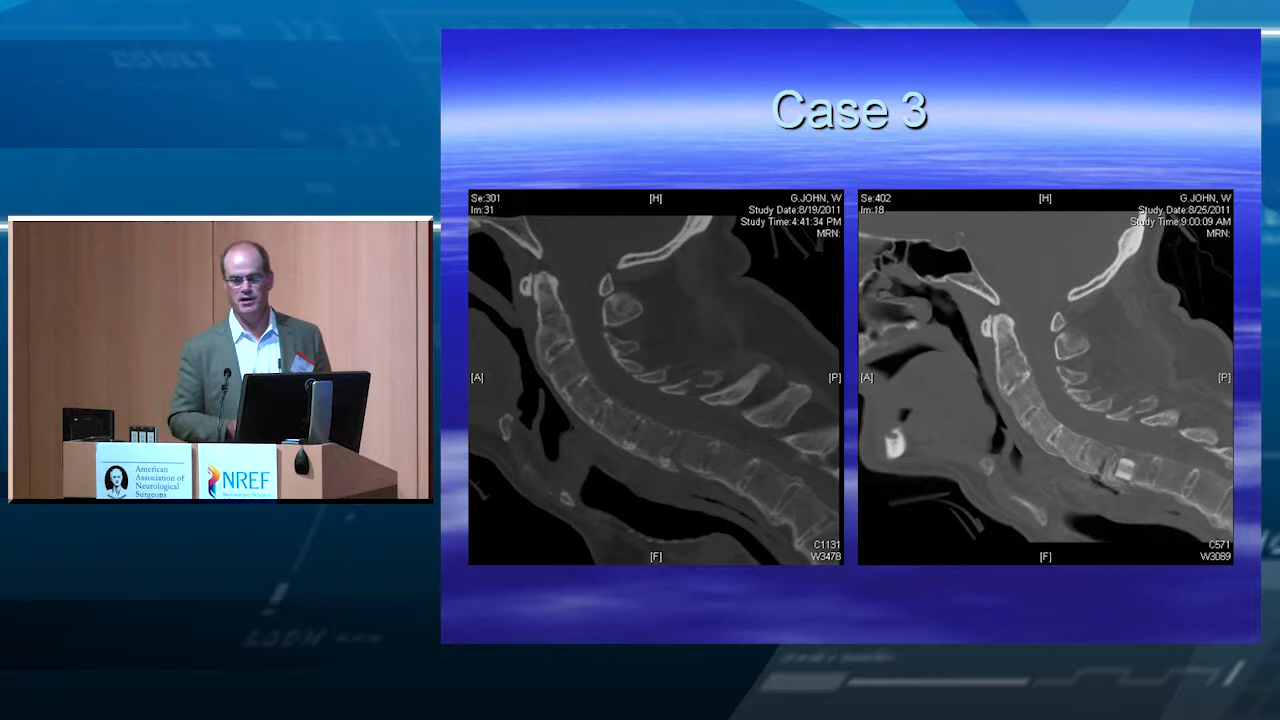 Case 3
Se:301
Im:31
[H]
G.JOHN, W
Study Date:8/19/2011
Study Time:4:41:34 PM
MRN:
[A]
[P]
[F]
C1131
W3478
Se:402
Im:18
[H]
G.JOHN, W
Study Date:8/25/2011
Study Time:9:00:09 AM
MRN:
[A]
[P]
[F]
C571
W3089
American
Association of
Neurological
Surgeons
NREF